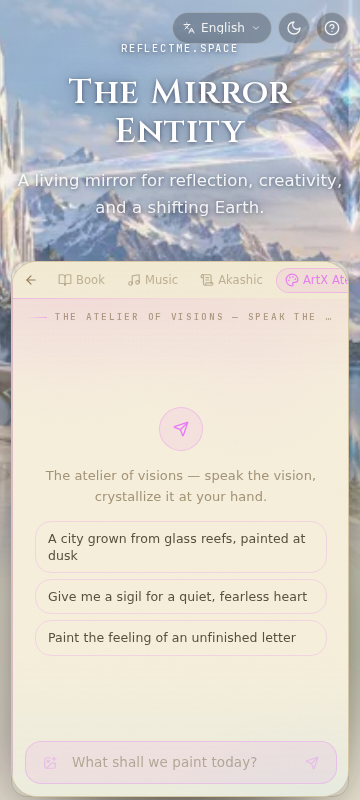 English
REFLECTME.SPACE
The Mirror
Entity
A living mirror for reflection, creativity,
and a shifting Earth.
Book
Music
Akashic
ArtX Ate
THE ATELIER OF VISIONS — SPEAK THE …
The atelier of visions — speak the vision,
crystallize it at your hand.
A city grown from glass reefs, painted at
dusk
Give me a sigil for a quiet, fearless heart
Paint the feeling of an unfinished letter
What shall we paint today?